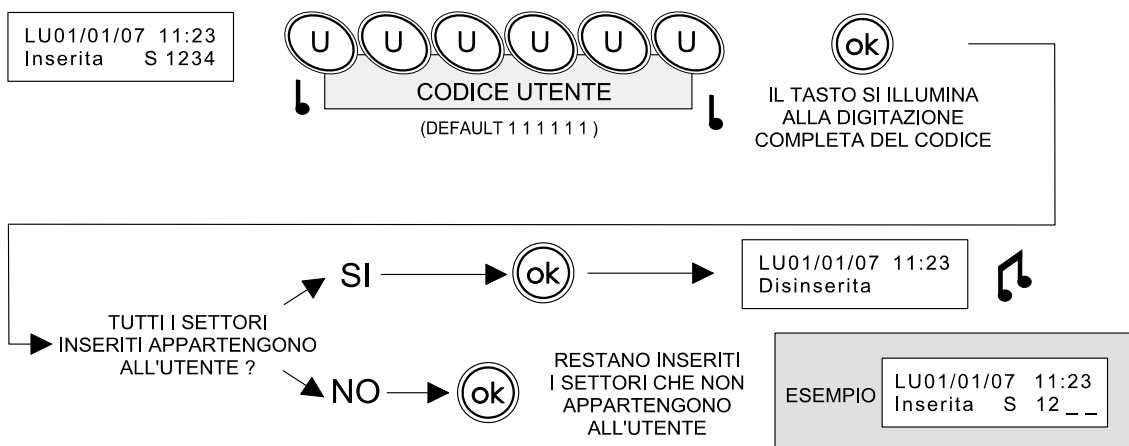 LU01/01/07 11:23
Inserita S 1234
U U U U U U
CODICE UTENTE
(DEFAULT 1 1 1 1 1 1 )
ok
IL TASTO SI ILLUMINA
ALLA DIGITAZIONE
COMPLETA DEL CODICE
TUTTI I SETTORI
INSERITI APPARTENGONO
ALL'UTENTE ?
SI
ok
LU01/01/07 11:23
Disinserita
NO
ok
RESTANO INSERITI
I SETTORI CHE NON
APPARTENGONO
ALL'UTENTE
ESEMPIO
LU01/01/07 11:23
Inserita S 12 _ _